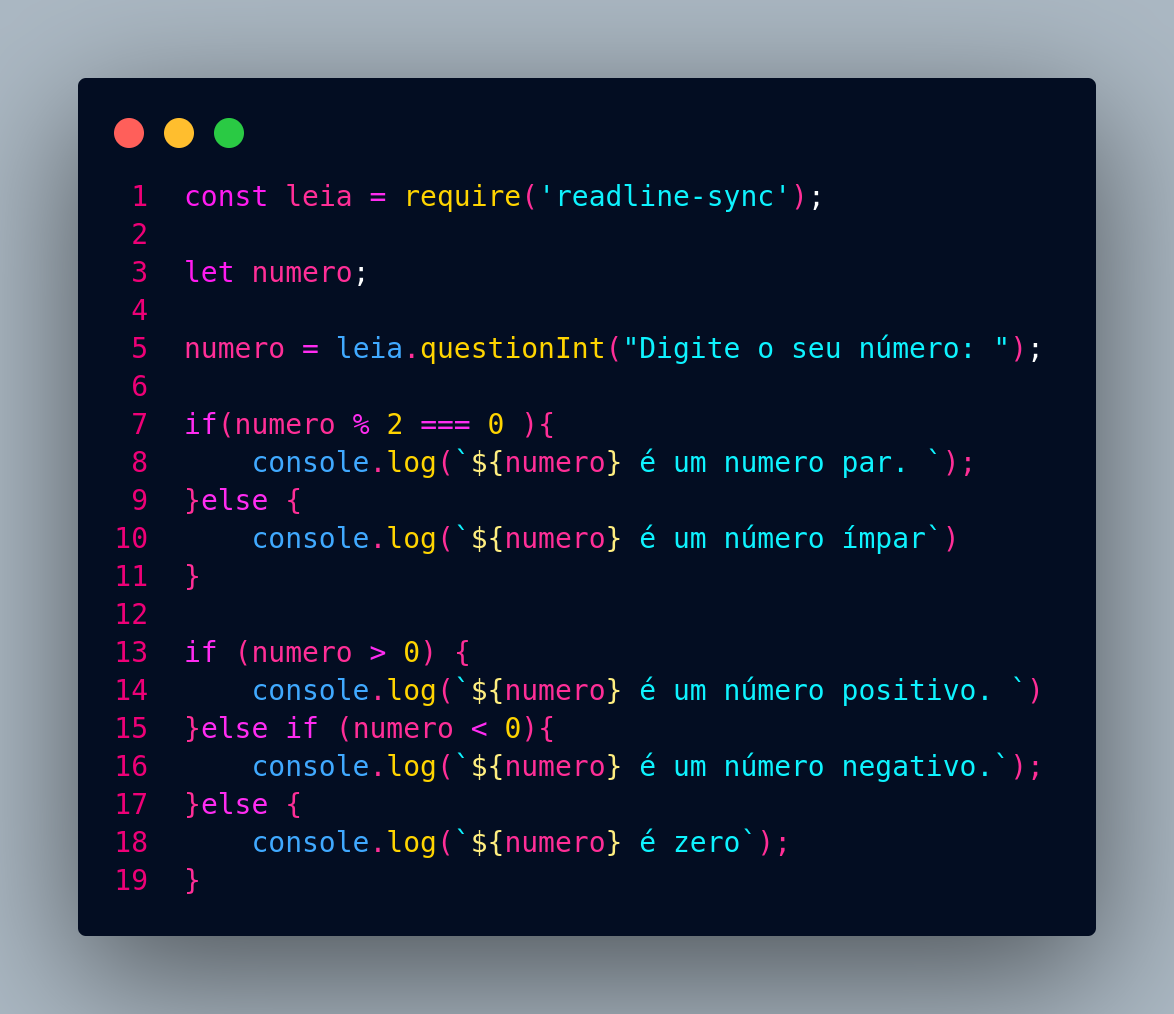 1 const leia = require('readline-sync');
2
3 let numero;
4
5 numero = leia.questionInt("Digite o seu número: ");
6
7 if(numero % 2 === 0 ){
8     console.log(`${numero} é um numero par. `);
9 }else {
10     console.log(`${numero} é um número ímpar`)
11 }
12
13 if (numero > 0) {
14     console.log(`${numero} é um número positivo. `)
15 }else if (numero < 0){
16     console.log(`${numero} é um número negativo.`);
17 }else {
18     console.log(`${numero} é zero`);
19 }